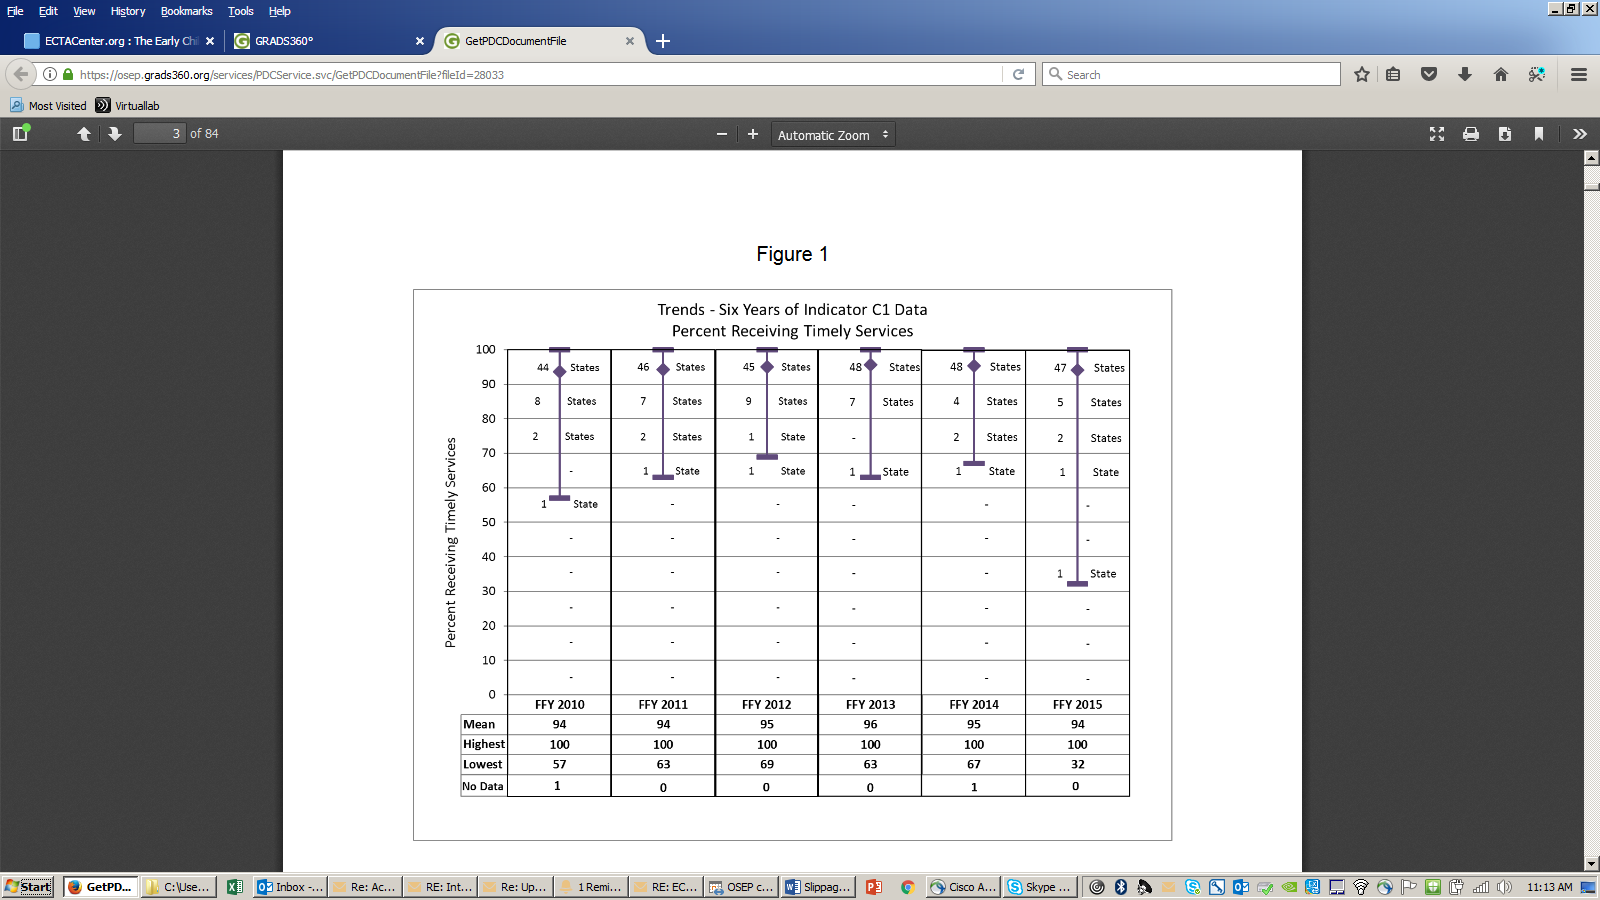 File Edit View History Bookmarks Tools Help
ECTACenter.org : The Early Chi × GRADS360° × GetPDCDocumentFile × +
https://osep.grads360.org/services/PDCService.svc/GetPDCDocumentFile?fileId=28033 Search
Most Visited Virtuallab
3 of 84 − + Automatic Zoom
Figure 1
Trends - Six Years of Indicator C1 Data
Percent Receiving Timely Services
Percent Receiving Timely Services
100
44 States 46 States 45 States 48 States 48 States 47 States
90
8 States 7 States 9 States 7 States 4 States 5 States
80
2 States 2 States 1 State - 2 States 2 States
70
- 1 State 1 State 1 State 1 State 1 State
60
1 State - - - - -
50
- - - - - -
40
- - - - - 1 State
30
- - - - - -
20
- - - - - -
10
- - - - - -
0
FFY 2010 FFY 2011 FFY 2012 FFY 2013 FFY 2014 FFY 2015
Mean 94 94 95 96 95 94
Highest 100 100 100 100 100 100
Lowest 57 63 69 63 67 32
No Data 1 0 0 0 1 0
Start GetPD... C:\Use... Inbox -... Re: Ac... RE: Int... Re: Up... 1 Remi... RE: EC... OSEP c... Slippag... Cisco A... Skype ... 11:13 AM